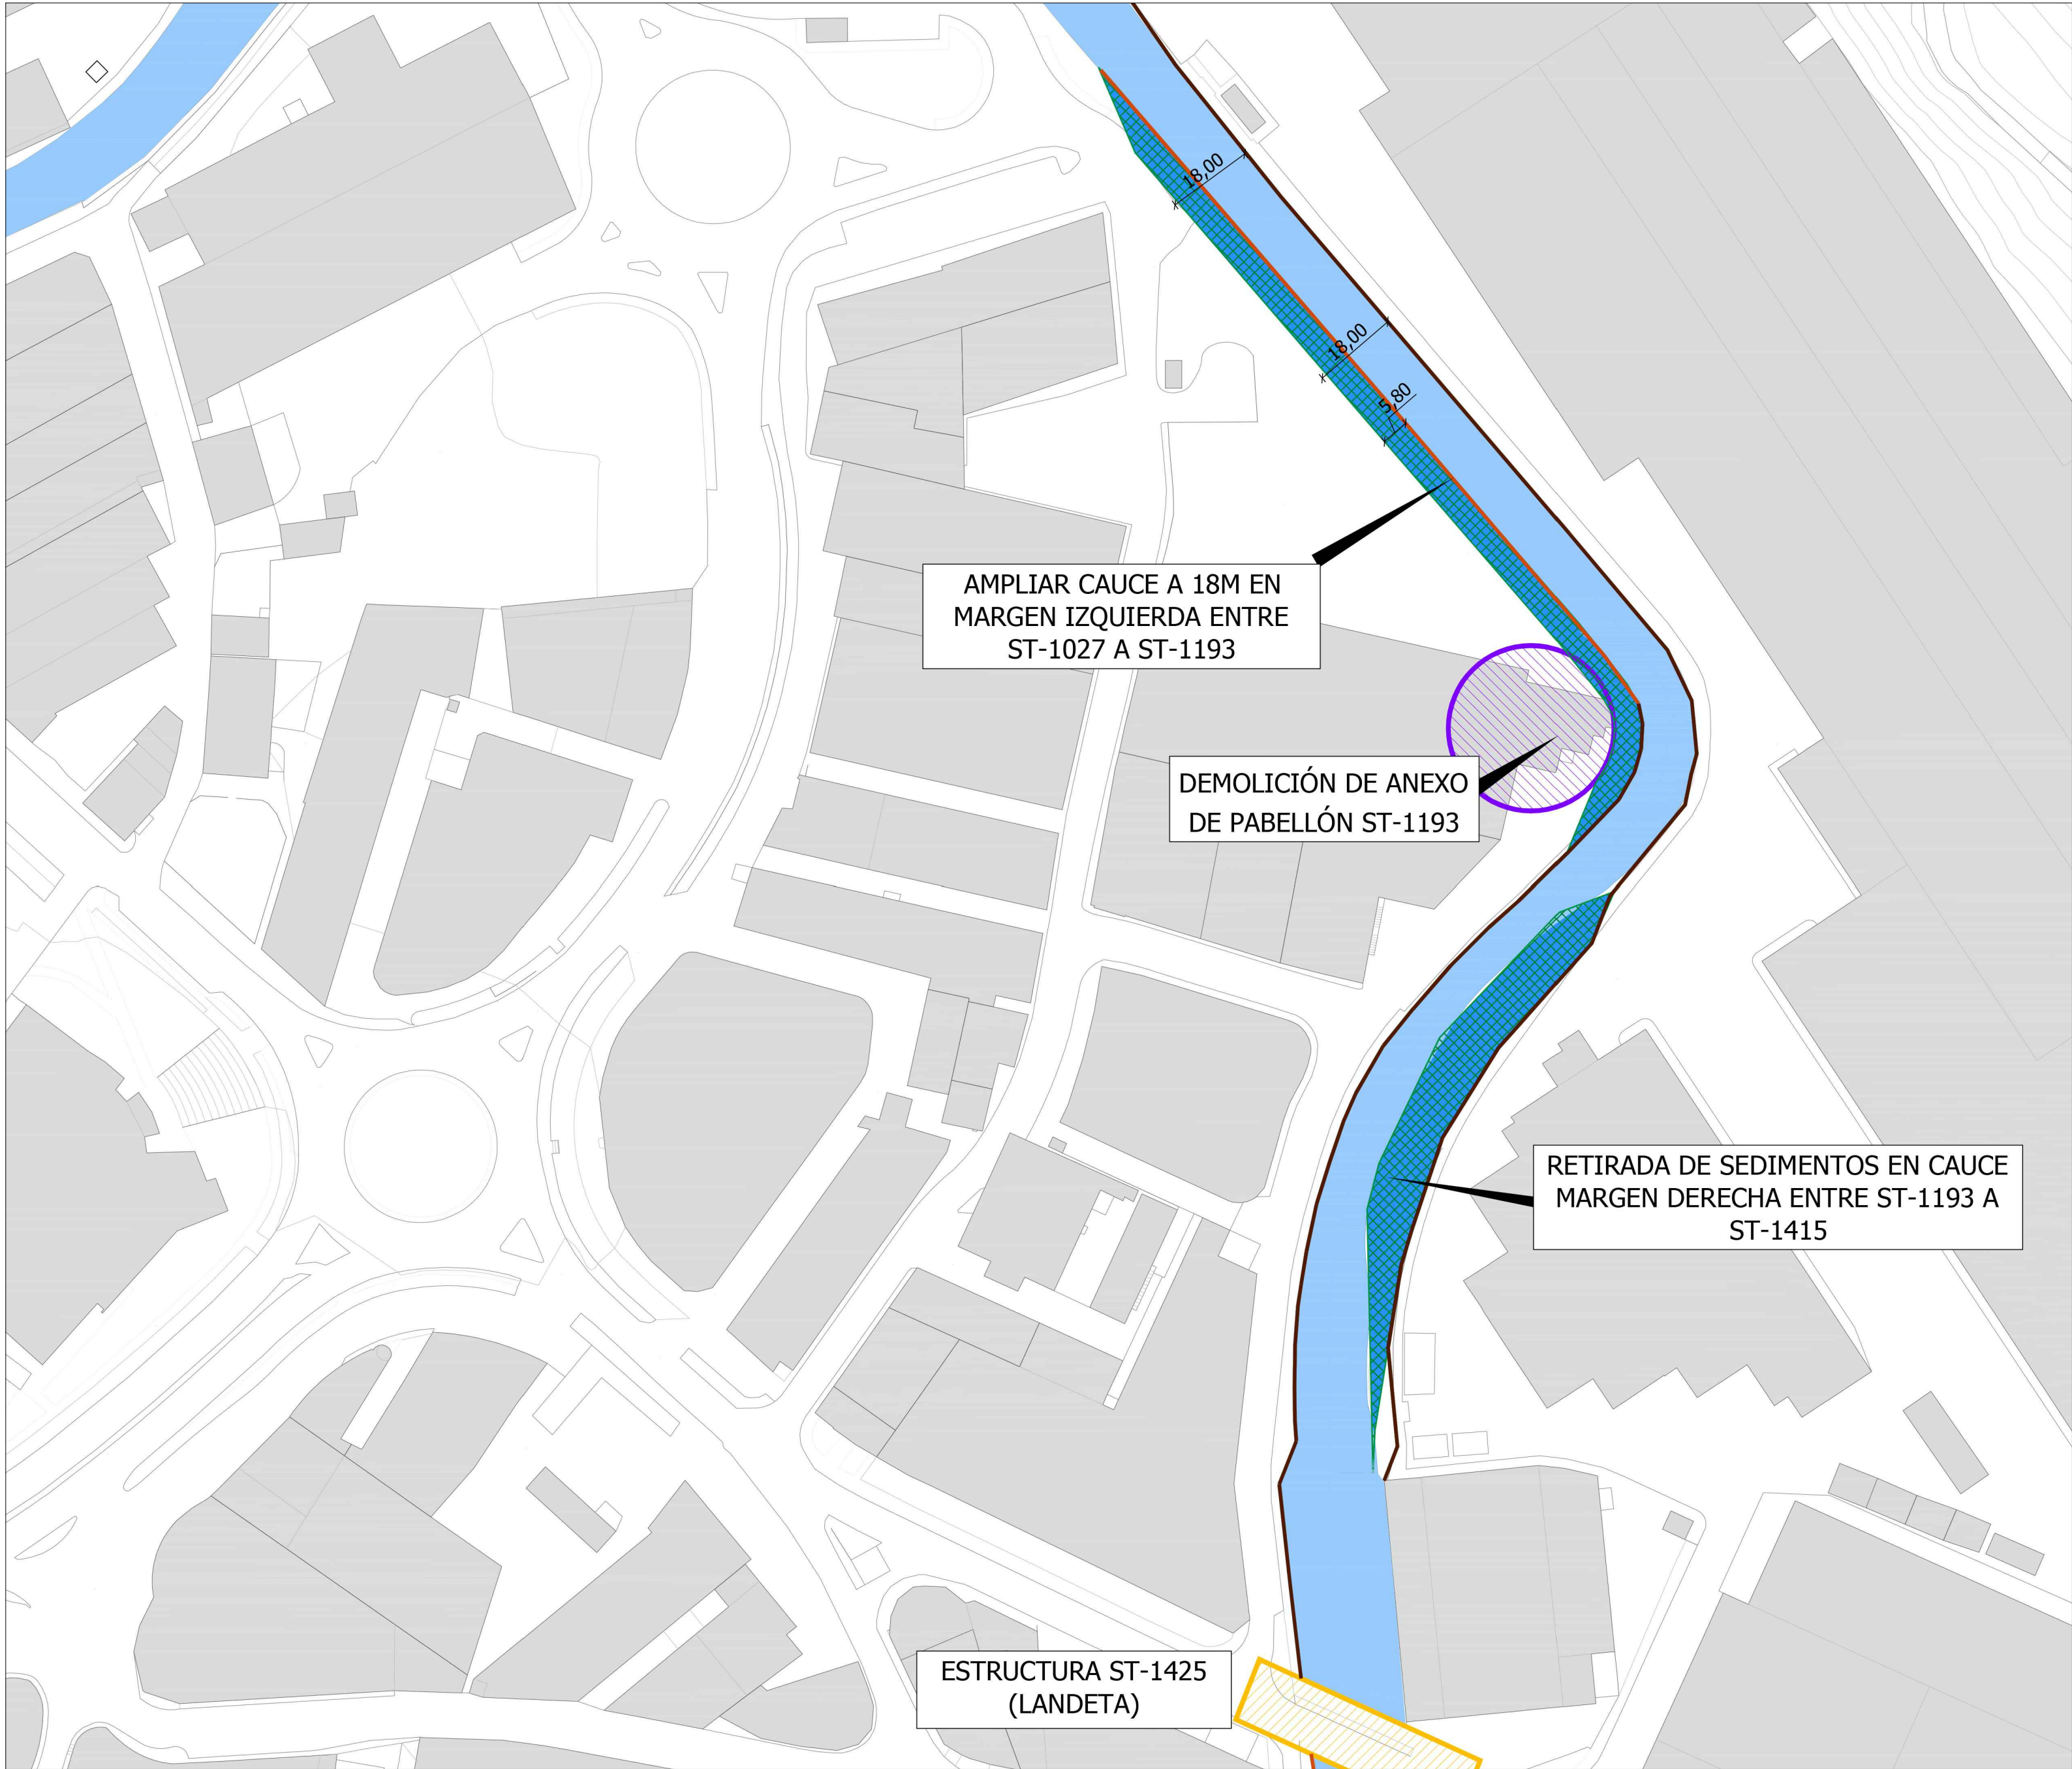 18,00
18,00
5,80
AMPLIAR CAUCE A 18M EN
MARGEN IZQUIERDA ENTRE
ST-1027 A ST-1193
DEMOLICIÓN DE ANEXO
DE PABELLÓN ST-1193
RETIRADA DE SEDIMENTOS EN CAUCE
MARGEN DERECHA ENTRE ST-1193 A
ST-1415
ESTRUCTURA ST-1425
(LANDETA)